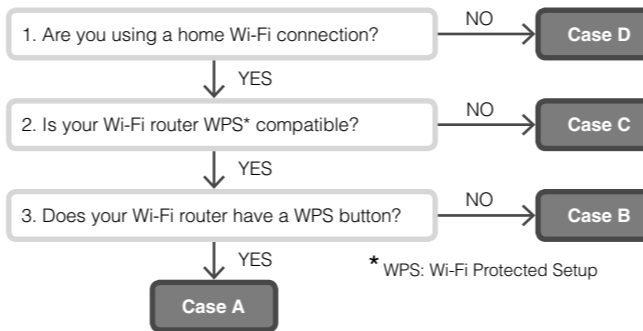 1. Are you using a home Wi-Fi connection?
NO
Case D
YES
2. Is your Wi-Fi router WPS* compatible?
NO
Case C
YES
3. Does your Wi-Fi router have a WPS button?
NO
Case B
YES
* WPS: Wi-Fi Protected Setup
Case A